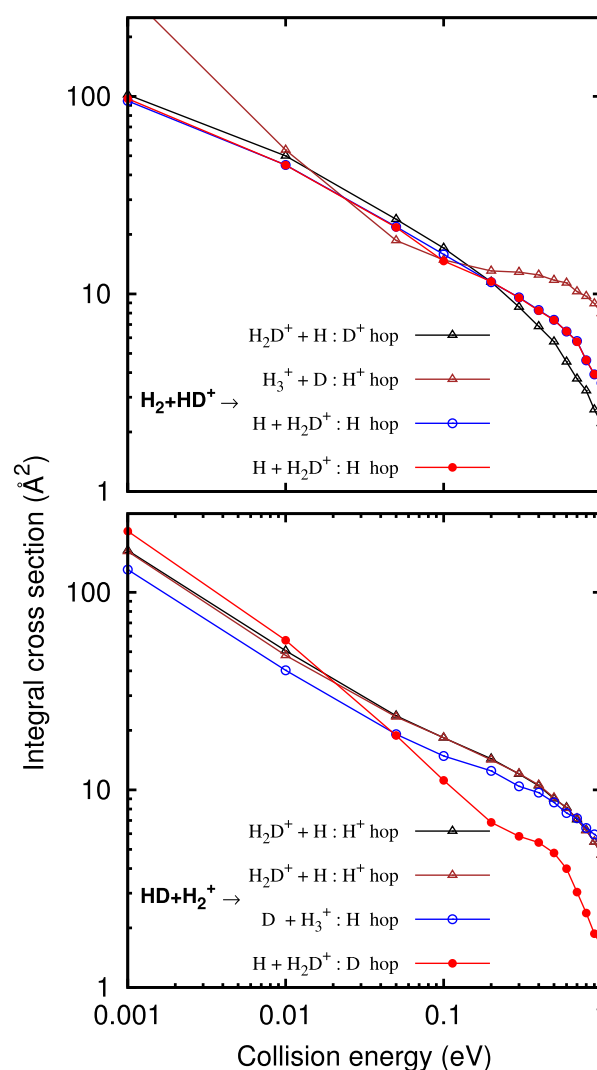 100
10
1
H₂D⁺ + H : D⁺ hop
H₃⁺ + D : H⁺ hop
H₂+HD⁺ →
H + H₂D⁺ : H hop
H + H₂D⁺ : H hop
Integral cross section (Å²)
100
10
1
H₂D⁺ + H : H⁺ hop
H₂D⁺ + H : H⁺ hop
HD+H₂⁺ →
D + H₃⁺ : H hop
H + H₂D⁺ : D hop
0.001 0.01 0.1 1
Collision energy (eV)